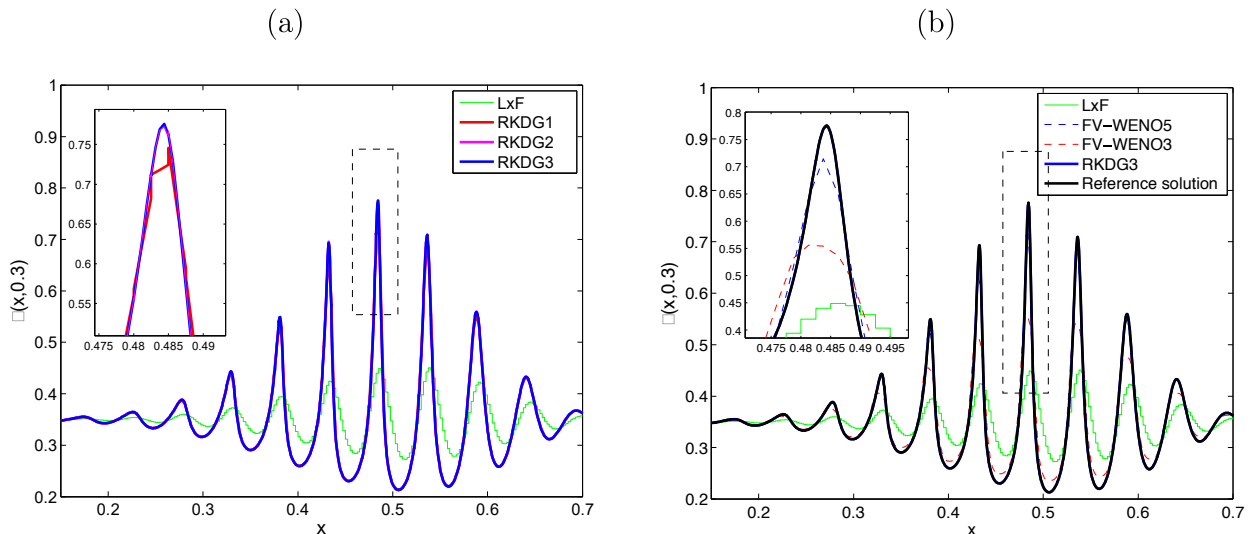 (a)
1
0.9
0.8
0.7
0.6
0.5
0.4
0.3
0.2
0.2 0.3 0.4 0.5 0.6 0.7
x
□(x,0.3)
LxF
RKDG1
RKDG2
RKDG3
0.75
0.7
0.65
0.6
0.55
0.475 0.48 0.485 0.49
(b)
1
0.9
0.8
0.7
0.6
0.5
0.4
0.3
0.2
0.2 0.3 0.4 0.5 0.6 0.7
x
□(x,0.3)
LxF
FV−WENO5
FV−WENO3
RKDG3
Reference solution
0.8
0.75
0.7
0.65
0.6
0.55
0.5
0.45
0.4
0.475 0.48 0.485 0.49 0.495